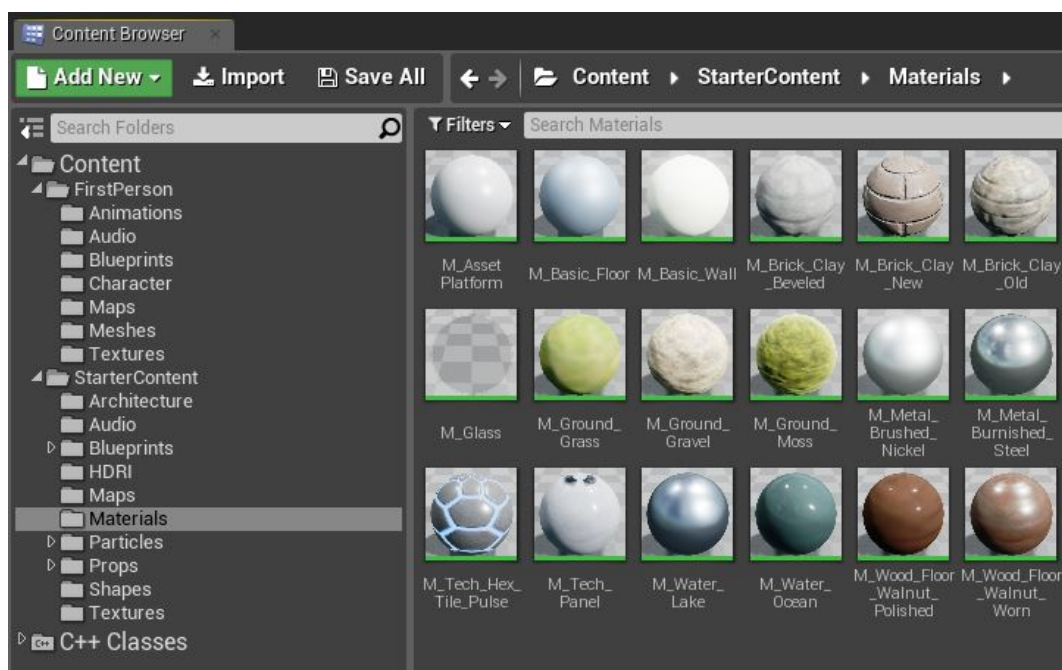 Content Browser
Add New Import Save All Content StarterContent Materials
Search Folders
Content
FirstPerson
Animations
Audio
Blueprints
Character
Maps
Meshes
Textures
StarterContent
Architecture
Audio
Blueprints
HDRI
Maps
Materials
Particles
Props
Shapes
Textures
C++ C++ Classes
Filters Search Materials
M_Asset
Platform
M_Basic_Floor
M_Basic_Wall
M_Brick_Clay
_Beveled
M_Brick_Clay
_New
M_Brick_Clay
_Old
M_Glass
M_Ground_
Grass
M_Ground_
Gravel
M_Ground_
Moss
M_Metal_
Brushed_
Nickel
M_Metal_
Burnished_
Steel
M_Tech_Hex_
Tile_Pulse
M_Tech_
Panel
M_Water_
Lake
M_Water_
Ocean
M_Wood_Floor
_Walnut_
Polished
M_Wood_Floor
_Walnut_
Worn